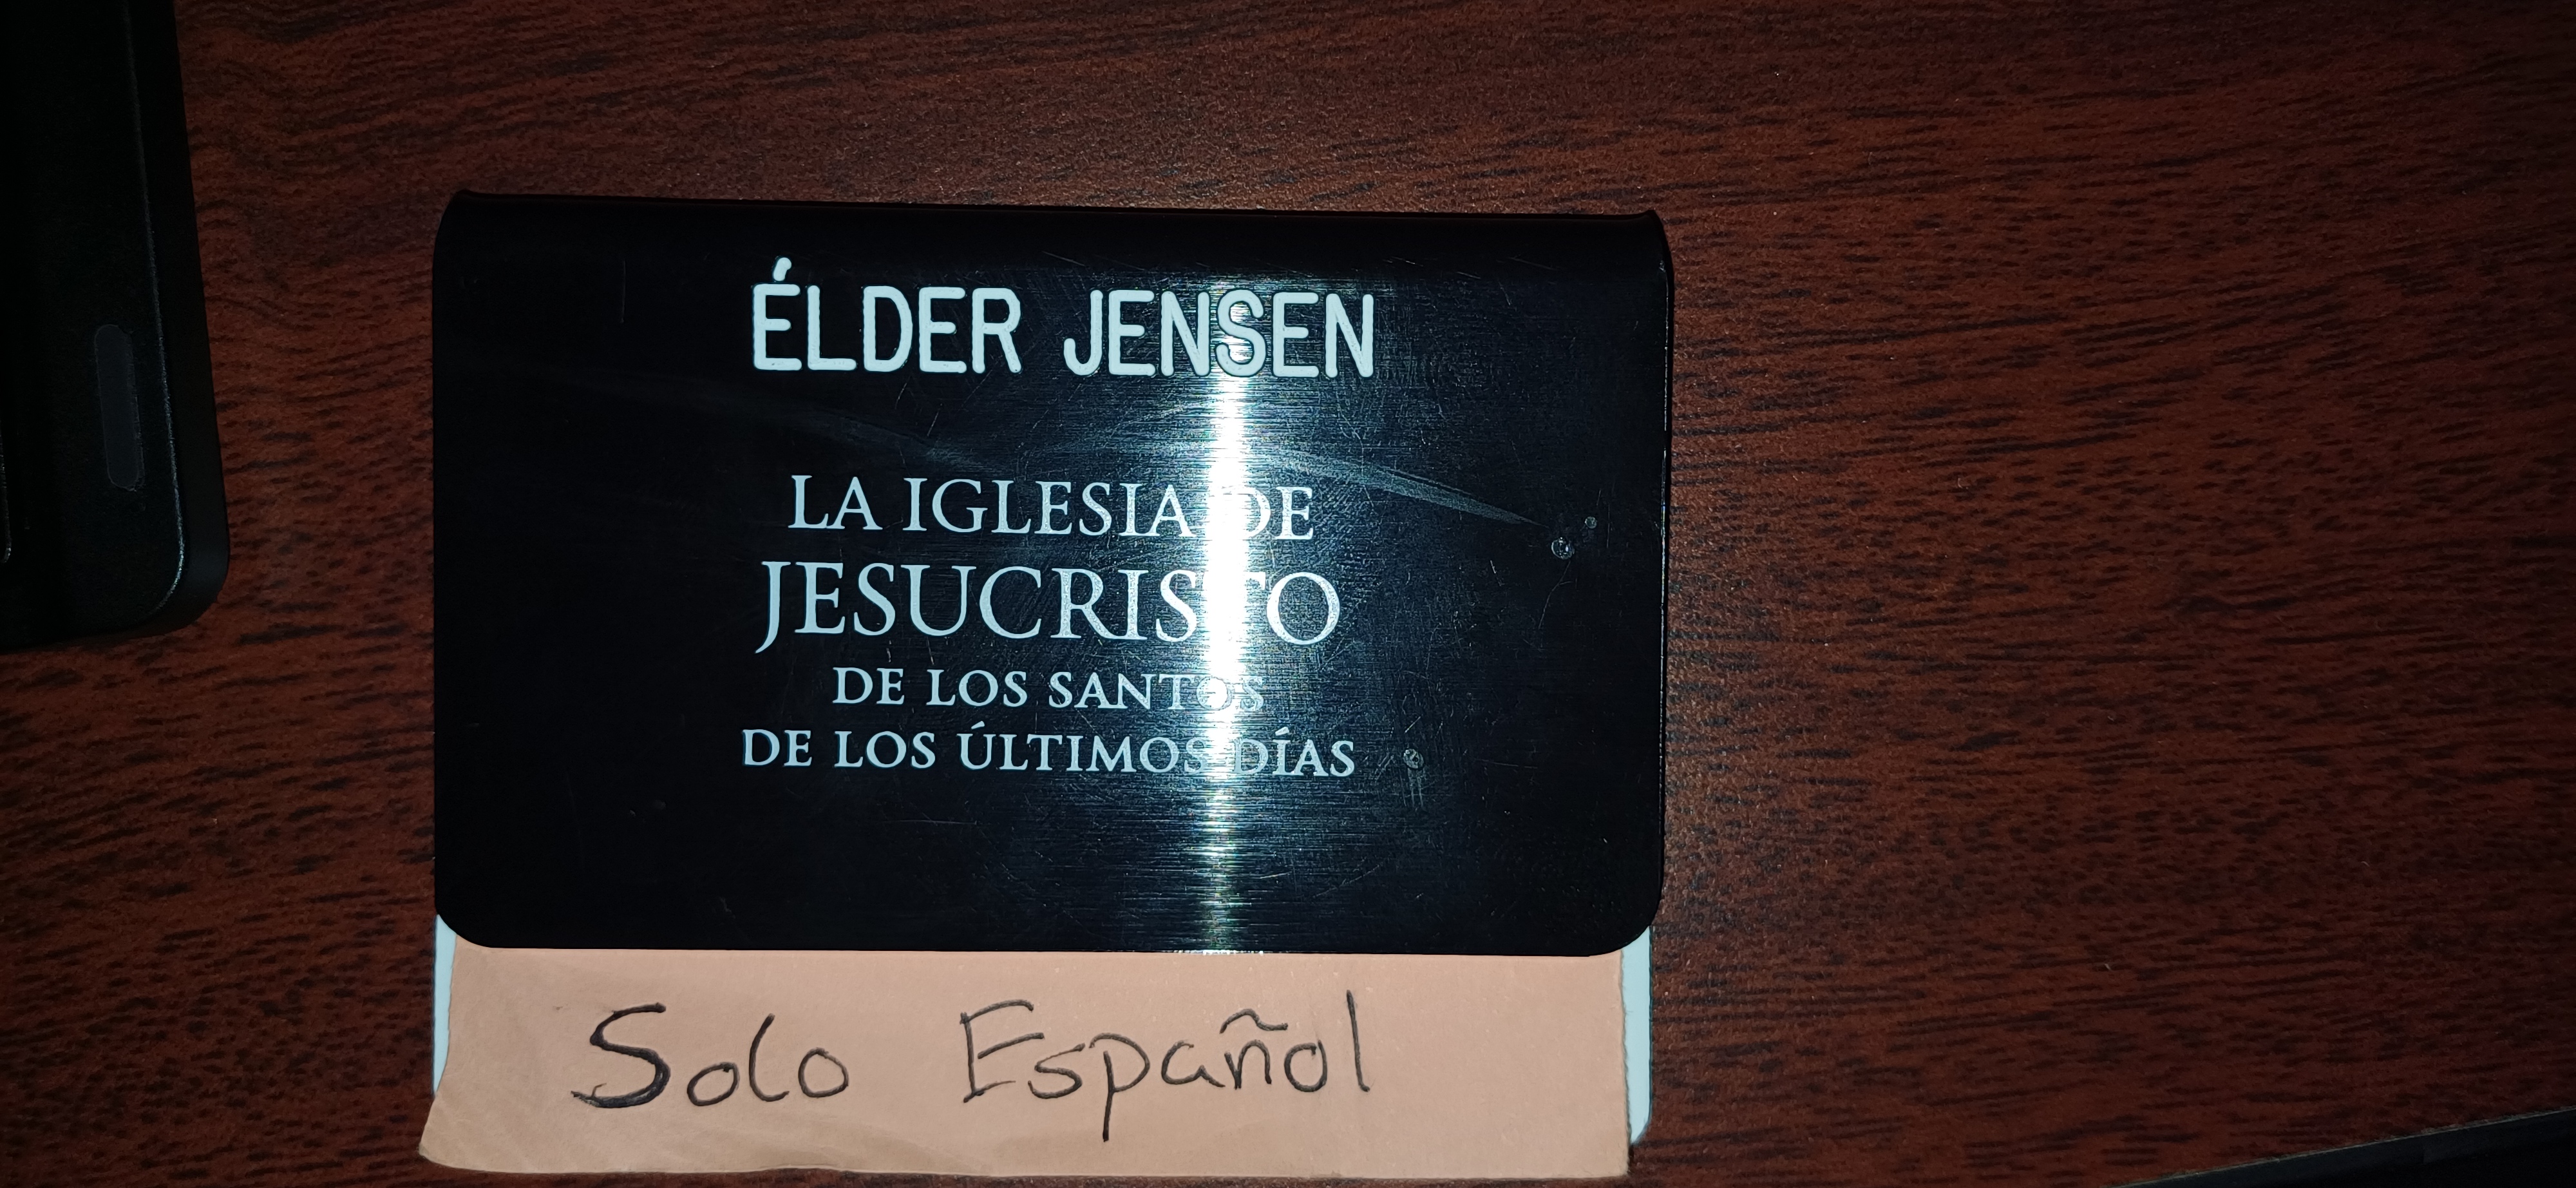 ÉLDER JENSEN
LA IGLESIA DE
JESUCRISTO
DE LOS SANTOS
DE LOS ÚLTIMOS DÍAS
Solo Español